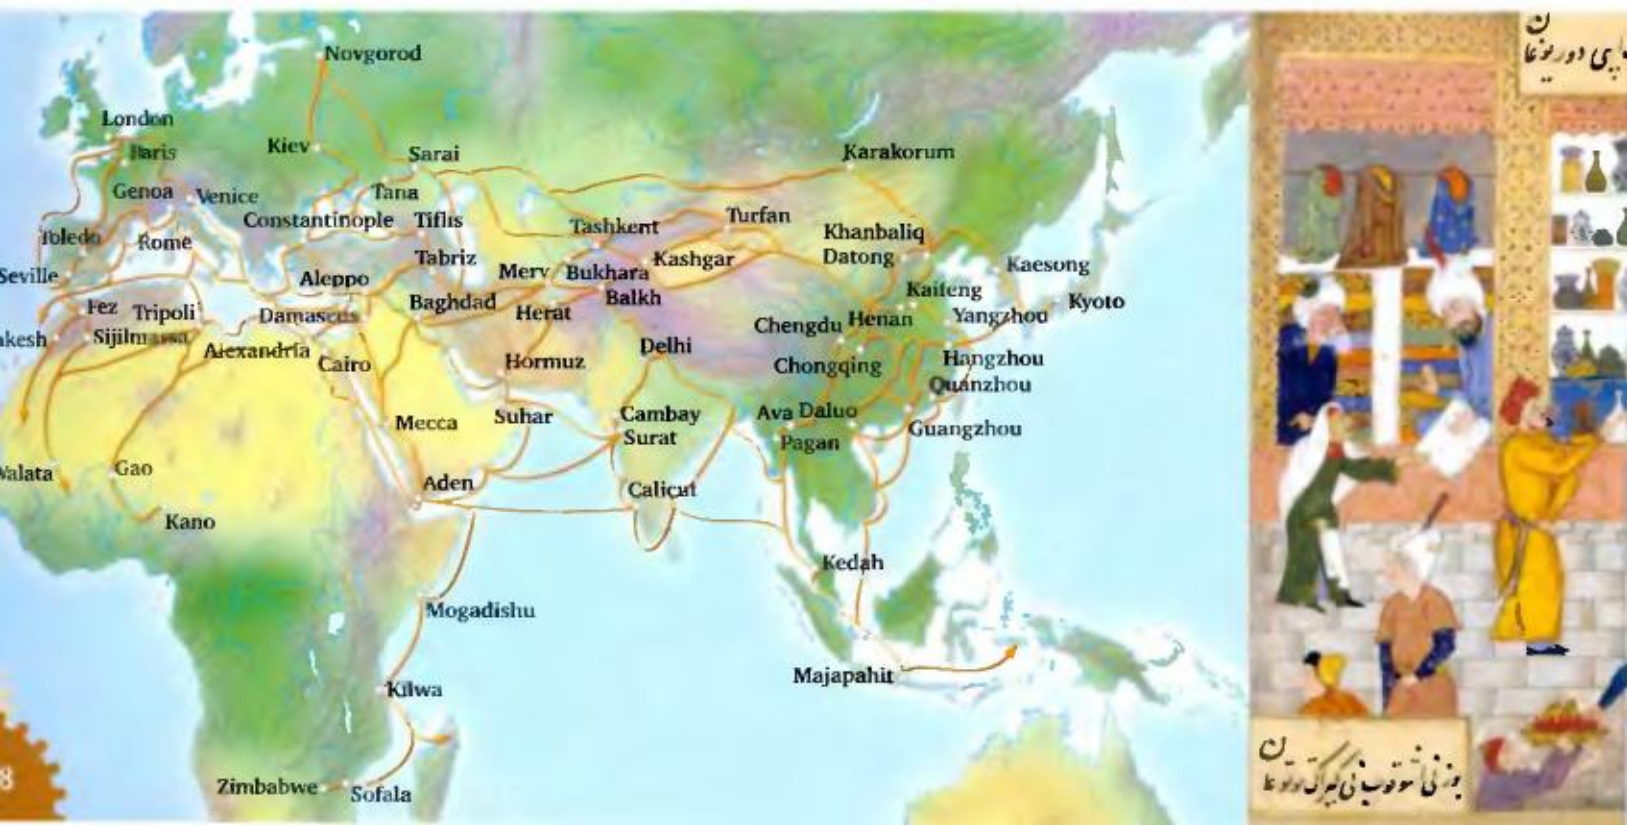 Novgorod
London
Paris
Kiev
Sarai
Karakorum
Genoa
Venice
Tana
Constantinople
Tiflis
Tashkent
Turfan
Khanbaliq
Toledo
Rome
Datong
Seville
Aleppo
Tabriz
Merv
Bukhara
Kashgar
Kaesong
Fez
Tripoli
Damascus
Baghdad
Herat
Balkh
Kaifeng
Kyoto
akesh
Sijilmassa
Alexandria
Cairo
Hormuz
Delhi
Chengdu
Henan
Yangzhou
Chongqing
Hangzhou
Quanzhou
Mecca
Suhar
Cambay
Surat
Ava
Daluo
Pagan
Guangzhou
Walata
Gao
Aden
Calicut
Kano
Kedah
Mogadishu
Majapahit
Kilwa
Zimbabwe
Sofala
8